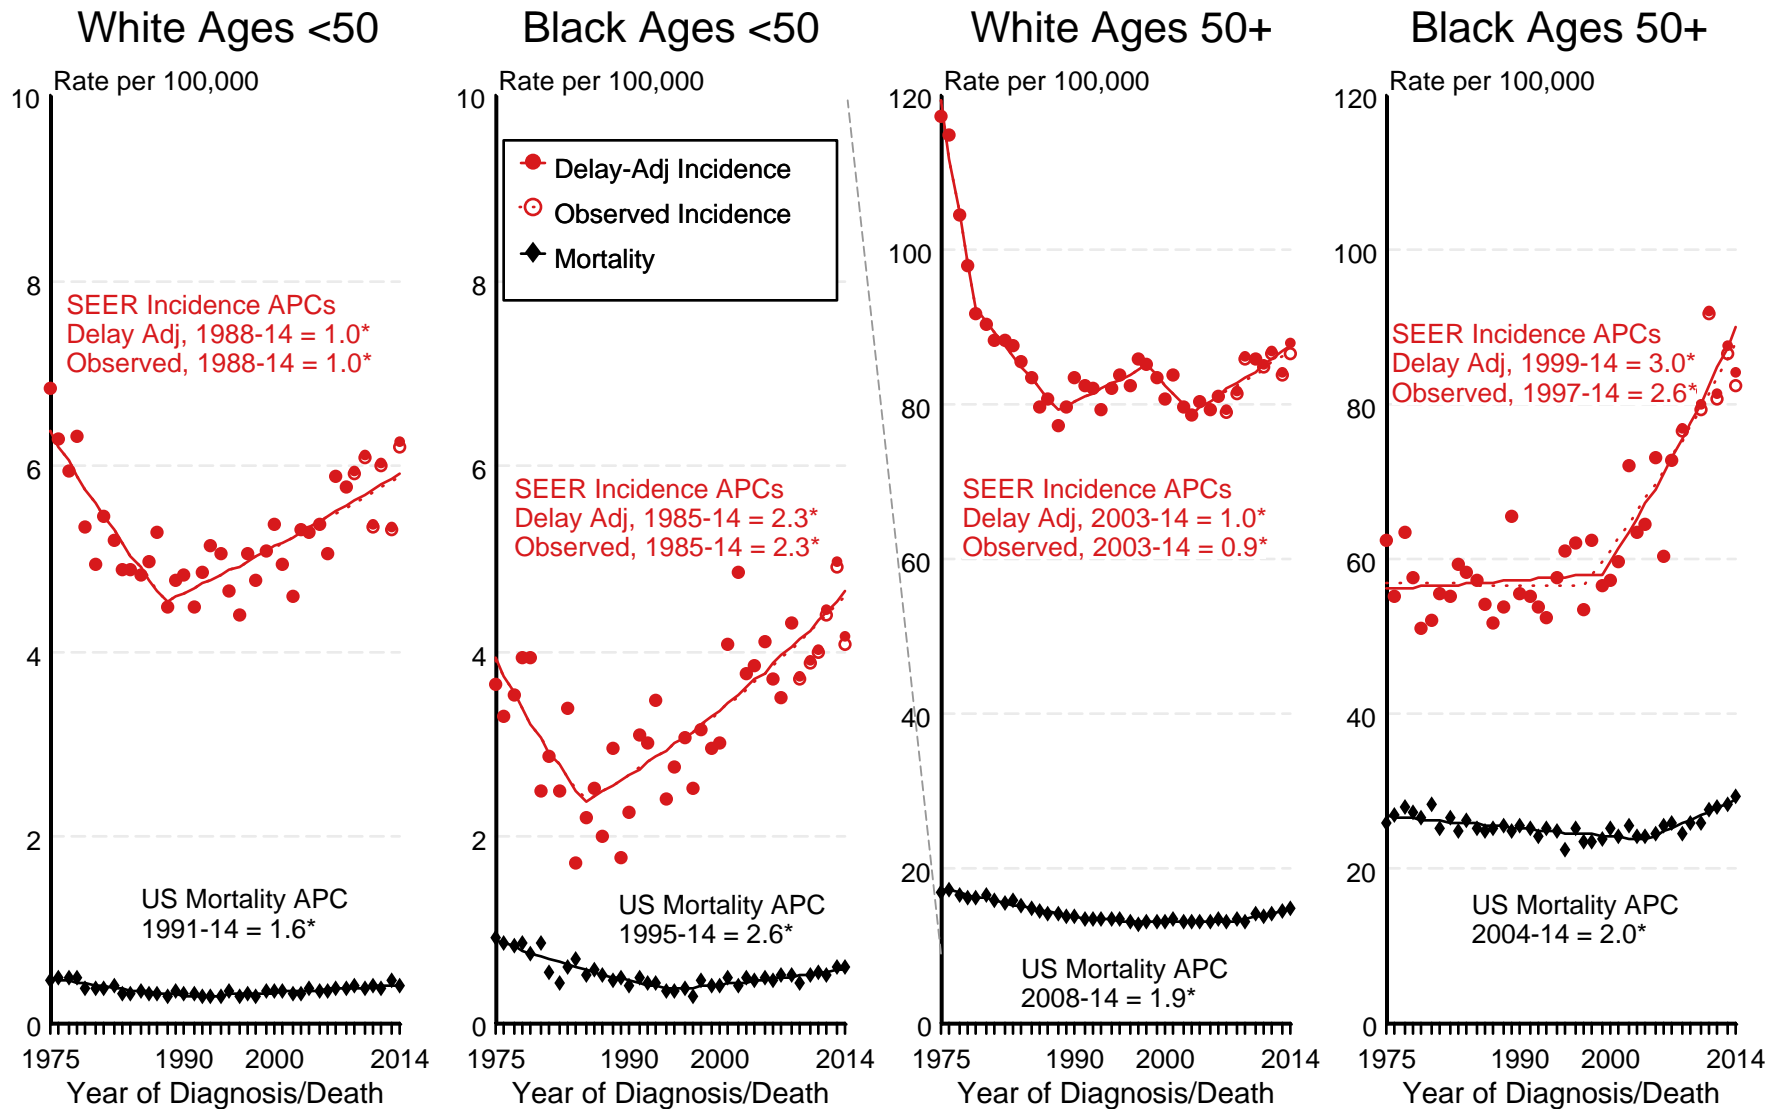 White Ages <50
Rate per 100,000
10
8
6
4
2
0
SEER Incidence APCs
Delay Adj, 1988-14 = 1.0*
Observed, 1988-14 = 1.0*
US Mortality APC
1991-14 = 1.6*
1975
1990
2000
2014
Year of Diagnosis/Death
Black Ages <50
Rate per 100,000
10
8
6
4
2
0
Delay-Adj Incidence
Observed Incidence
Mortality
SEER Incidence APCs
Delay Adj, 1985-14 = 2.3*
Observed, 1985-14 = 2.3*
US Mortality APC
1995-14 = 2.6*
1975
1990
2000
2014
Year of Diagnosis/Death
White Ages 50+
Rate per 100,000
120
100
80
60
40
20
0
SEER Incidence APCs
Delay Adj, 2003-14 = 1.0*
Observed, 2003-14 = 0.9*
US Mortality APC
2008-14 = 1.9*
1975
1990
2000
2014
Year of Diagnosis/Death
Black Ages 50+
Rate per 100,000
120
100
80
60
40
20
0
SEER Incidence APCs
Delay Adj, 1999-14 = 3.0*
Observed, 1997-14 = 2.6*
US Mortality APC
2004-14 = 2.0*
1975
1990
2000
2014
Year of Diagnosis/Death